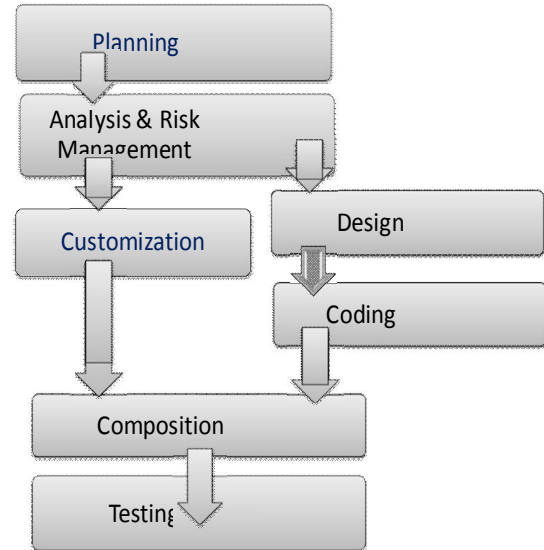 Planning
Analysis & Risk
Management
Customization
Design
Coding
Composition
Testing